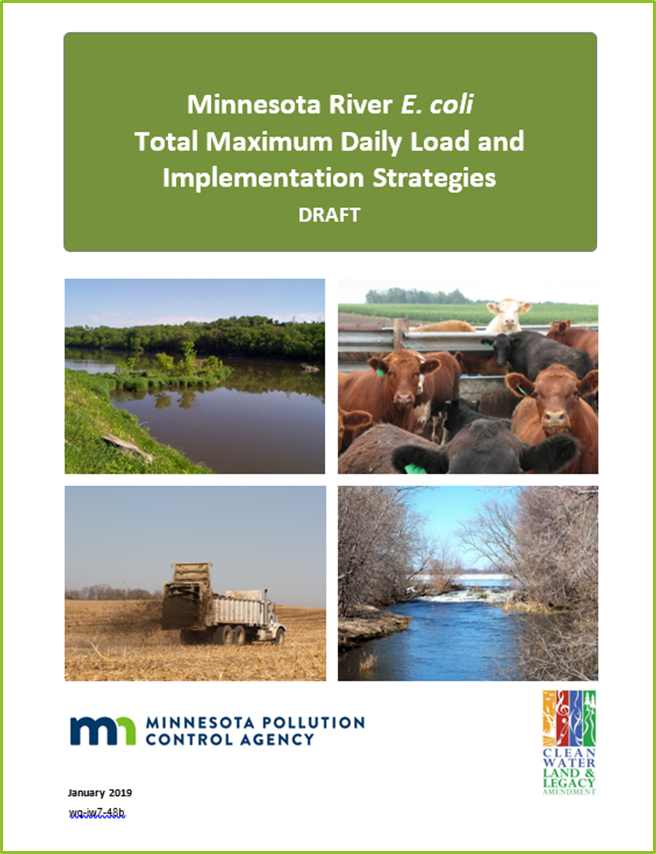 Minnesota River E. coli
Total Maximum Daily Load and
Implementation Strategies
DRAFT
MINNESOTA POLLUTION
CONTROL AGENCY
CLEAN
WATER
LAND &
LEGACY
AMENDMENT
January 2019
wq-iw7-48b